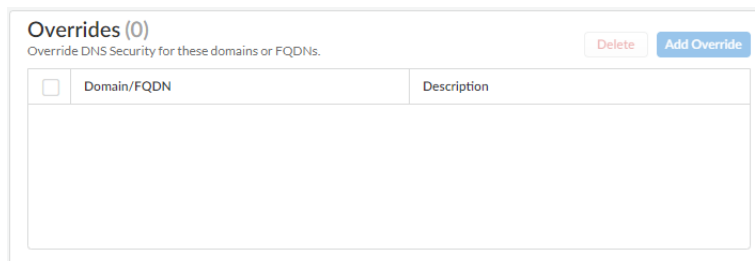 Overrides (0)
Override DNS Security for these domains or FQDNs.
Delete
Add Override
Domain/FQDN
Description